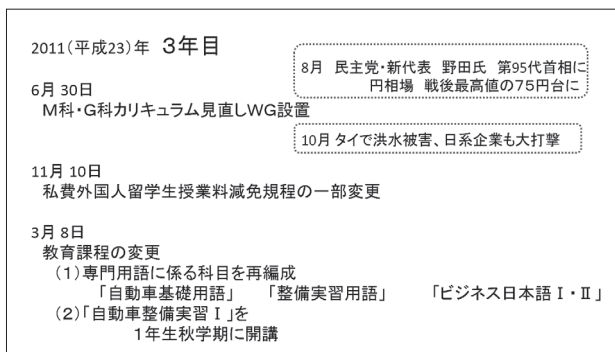 2011(平成23)年 3年目
8月 民主党・新代表 野田氏 第95代首相に
円相場 戦後最高値の75円台に
6月30日
M科・G科カリキュラム見直しWG設置
10月 タイで洪水被害、日系企業も大打撃
11月10日
私費外国人留学生授業料減免規程の一部変更
3月8日
教育課程の変更
(1)専門用語に係る科目を再編成
「自動車基礎用語」 「整備実習用語」 「ビジネス日本語Ⅰ・Ⅱ」
(2)「自動車整備実習Ⅰ」を
1年生秋学期に開講